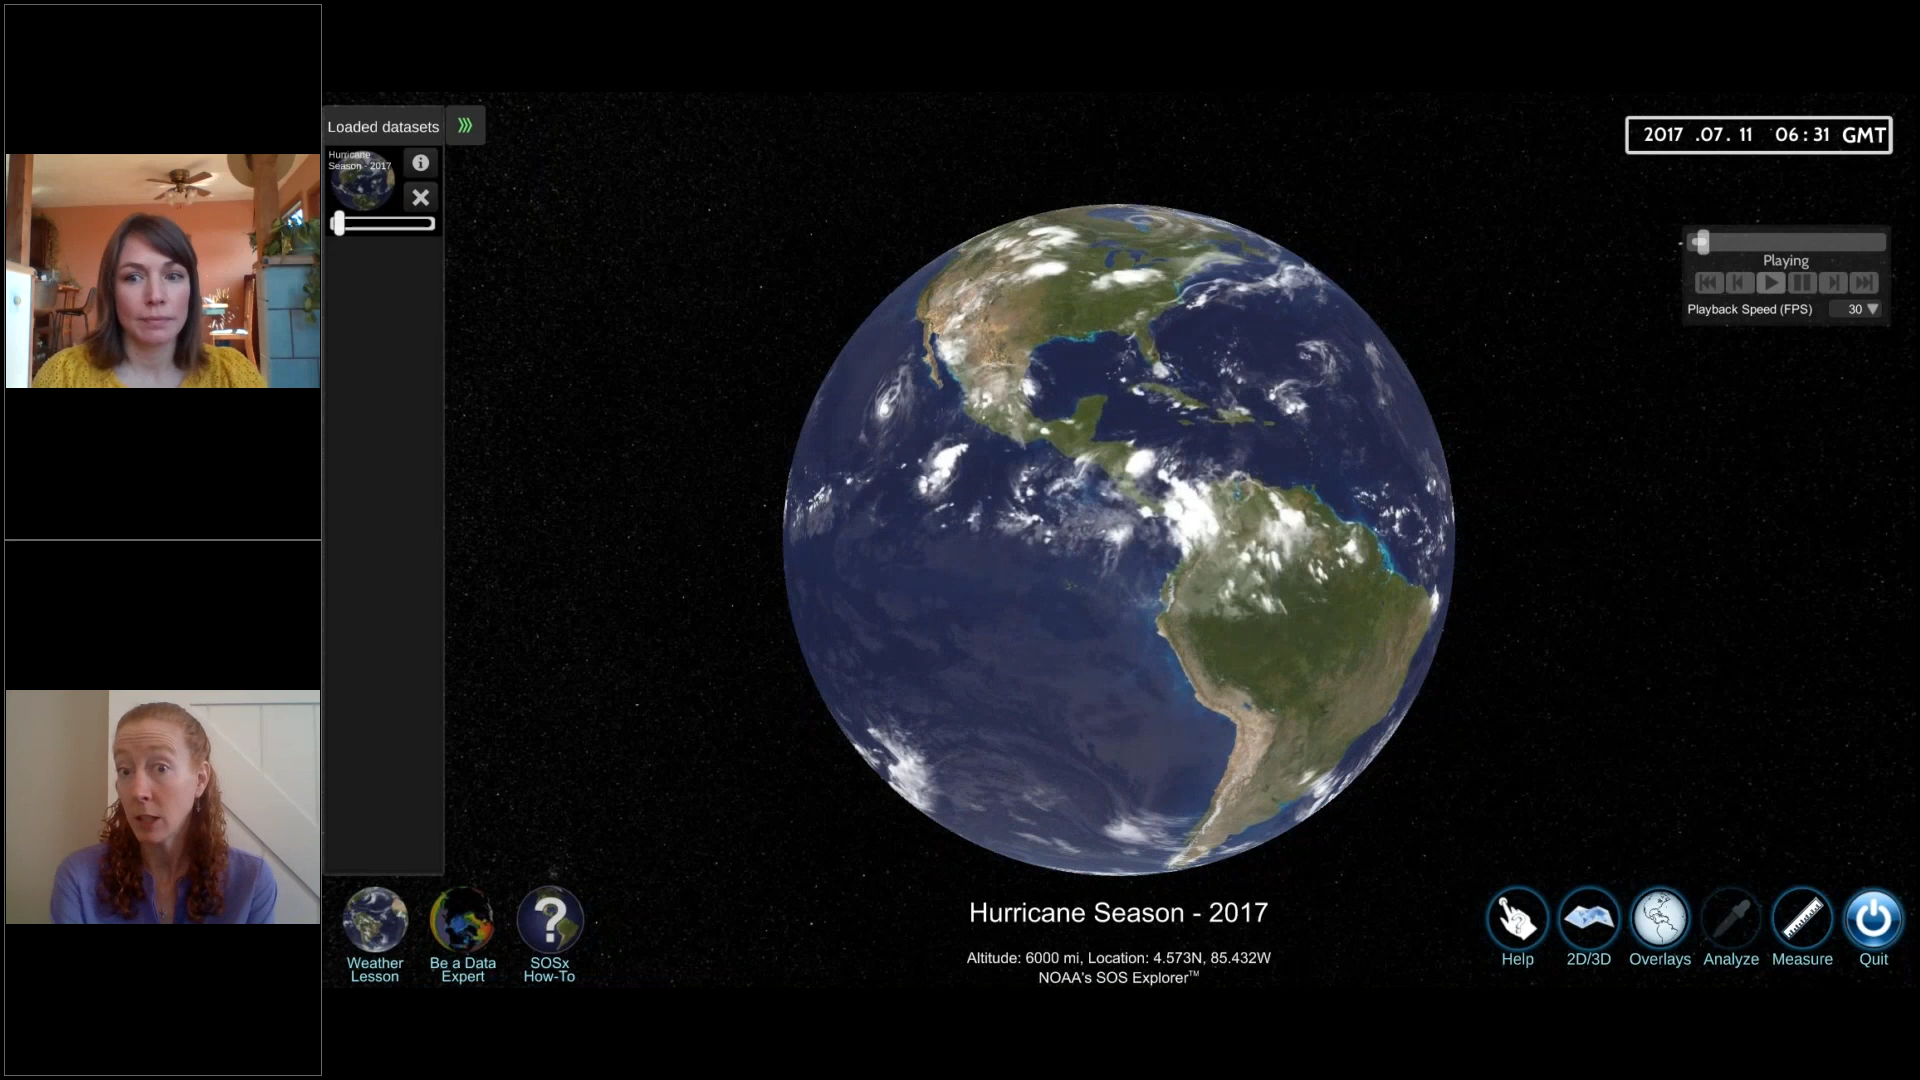 Loaded datasets
Hurricane
Season - 2017
2017 .07. 11 06:31 GMT
Playing
Playback Speed (FPS) 30
Weather
Lesson
Be a Data
Expert
SOSx
How-To
Hurricane Season - 2017
Altitude: 6000 mi, Location: 4.573N, 85.432W
NOAA's SOS Explorer™
Help
2D/3D
Overlays
Analyze
Measure
Quit